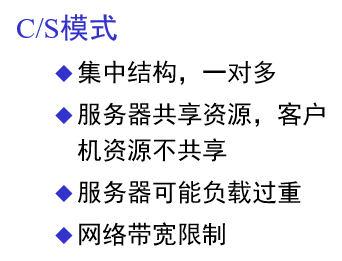 C/S模式
集中结构，一对多
服务器共享资源，客户
机资源不共享
服务器可能负载过重
网络带宽限制